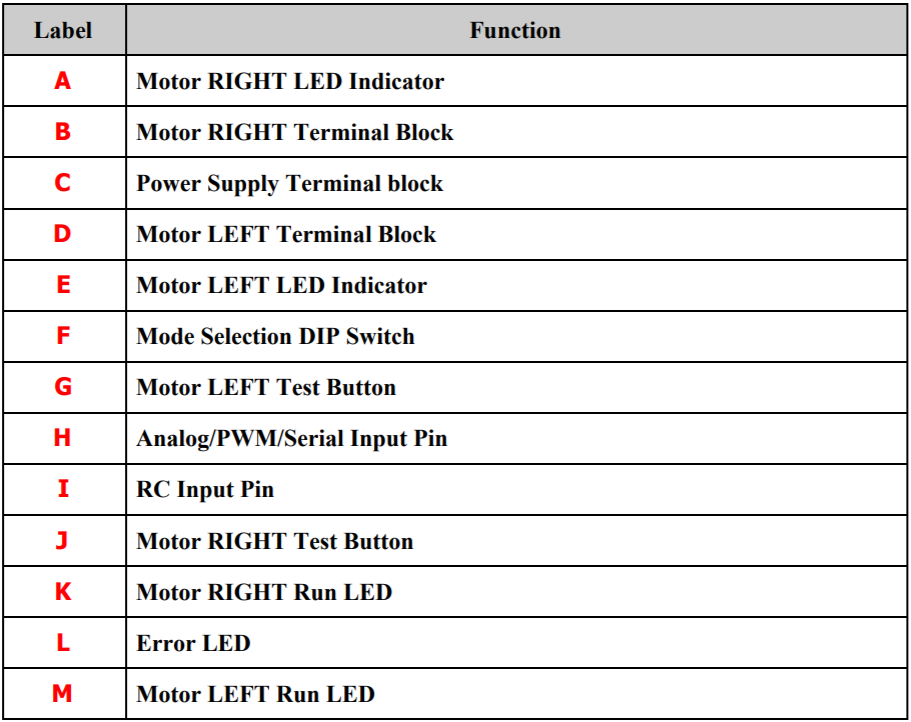 Label Function
A Motor RIGHT LED Indicator
B Motor RIGHT Terminal Block
C Power Supply Terminal block
D Motor LEFT Terminal Block
E Motor LEFT LED Indicator
F Mode Selection DIP Switch
G Motor LEFT Test Button
H Analog/PWM/Serial Input Pin
I RC Input Pin
J Motor RIGHT Test Button
K Motor RIGHT Run LED
L Error LED
M Motor LEFT Run LED